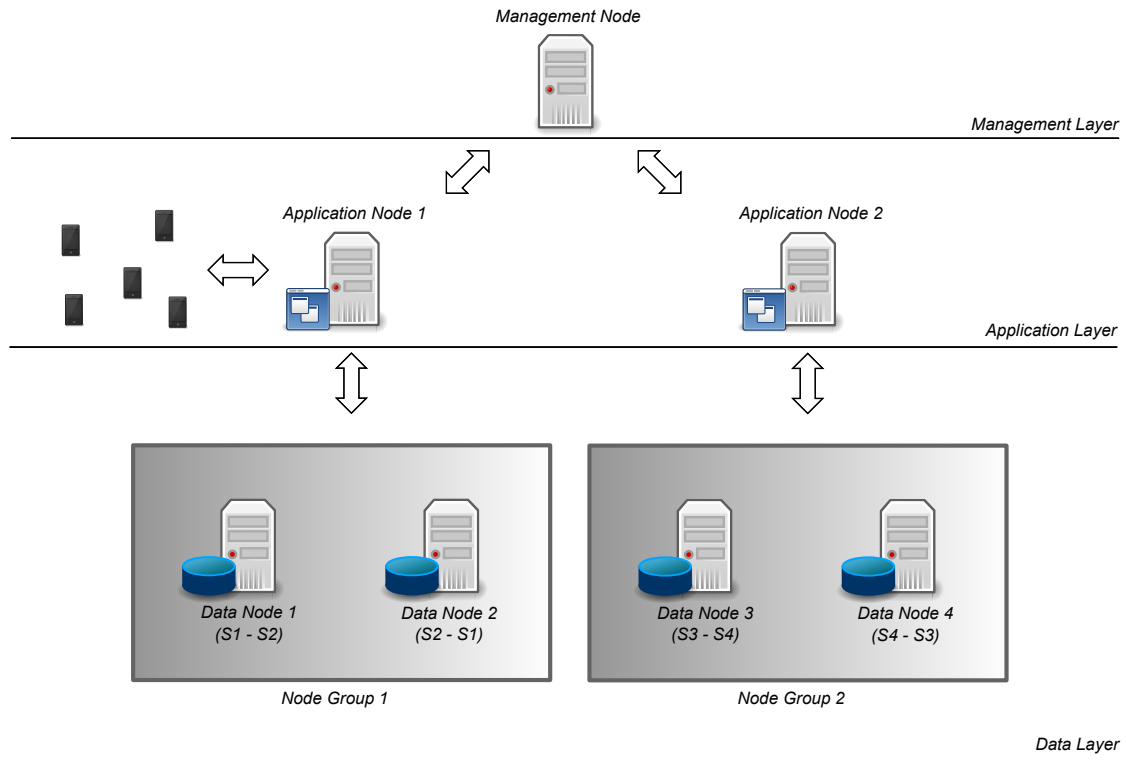 Management Node
Management Layer
Application Node 1
Application Node 2
Application Layer
Data Node 1
(S1 - S2)
Data Node 2
(S2 - S1)
Data Node 3
(S3 - S4)
Data Node 4
(S4 - S3)
Node Group 1
Node Group 2
Data Layer